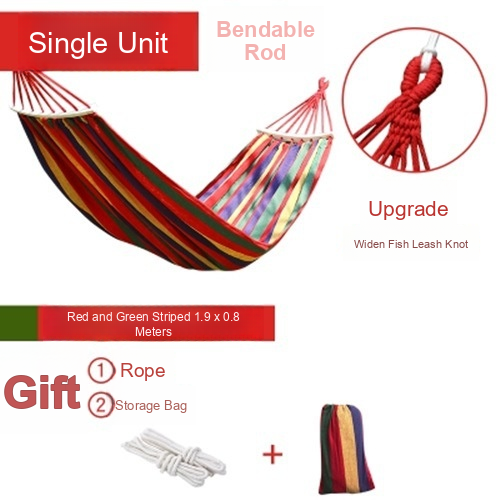 Single Unit
Bendable
Rod
Upgrade
Widen Fish Leash Knot
Red and Green Striped 1.9 x 0.8
Meters
Gift
1 Rope
2 Storage Bag
+